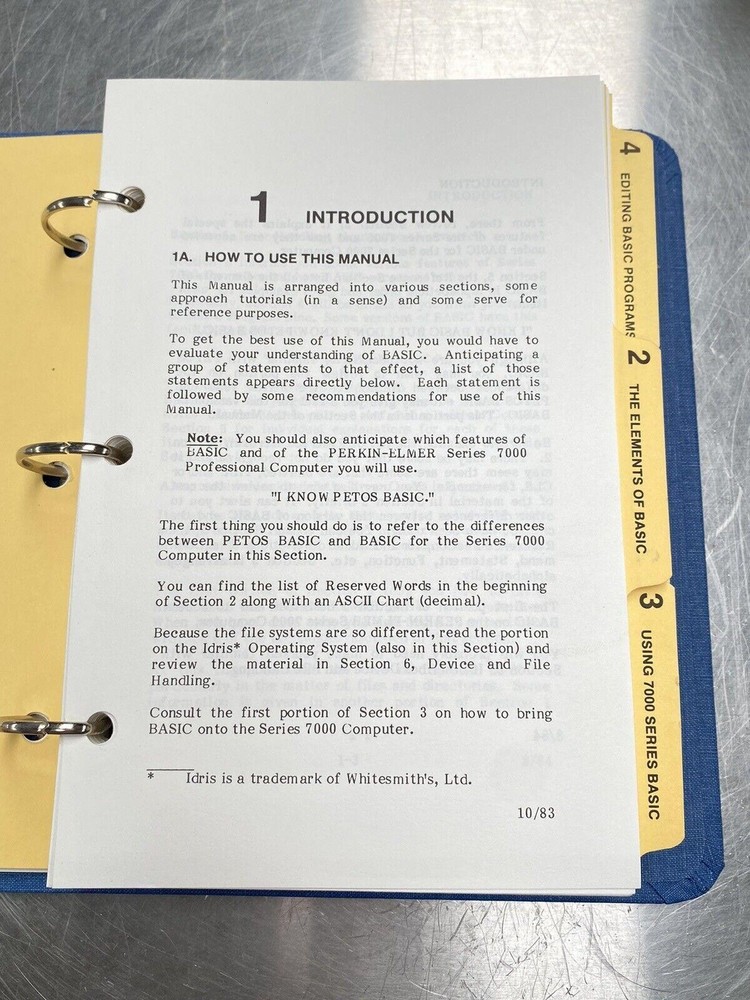 1 INTRODUCTION
1A. HOW TO USE THIS MANUAL
This Manual is arranged into various sections, some
approach tutorials (in a sense) and some serve for
reference purposes.
To get the best use of this Manual, you would have to
evaluate your understanding of BASIC. Anticipating a
group of statements to that effect, a list of those
statements appears directly below. Each statement is
followed by some recommendations for use of this
Manual.
Note: You should also anticipate which features of
BASIC and of the PERKIN-ELMER Series 7000
Professional Computer you will use.
"I KNOW PETOS BASIC."
The first thing you should do is to refer to the differences
between PETOS BASIC and BASIC for the Series 7000
Computer in this Section.
You can find the list of Reserved Words in the beginning
of Section 2 along with an ASCII Chart (decimal).
Because the file systems are so different, read the portion
on the Idris* Operating System (also in this Section) and
review the material in Section 6, Device and File
Handling.
Consult the first portion of Section 3 on how to bring
BASIC onto the Series 7000 Computer.
* Idris is a trademark of Whitesmith's, Ltd.
10/83
4 EDITING BASIC PROGRAMS
2 THE ELEMENTS OF BASIC
3 USING 7000 SERIES BASIC